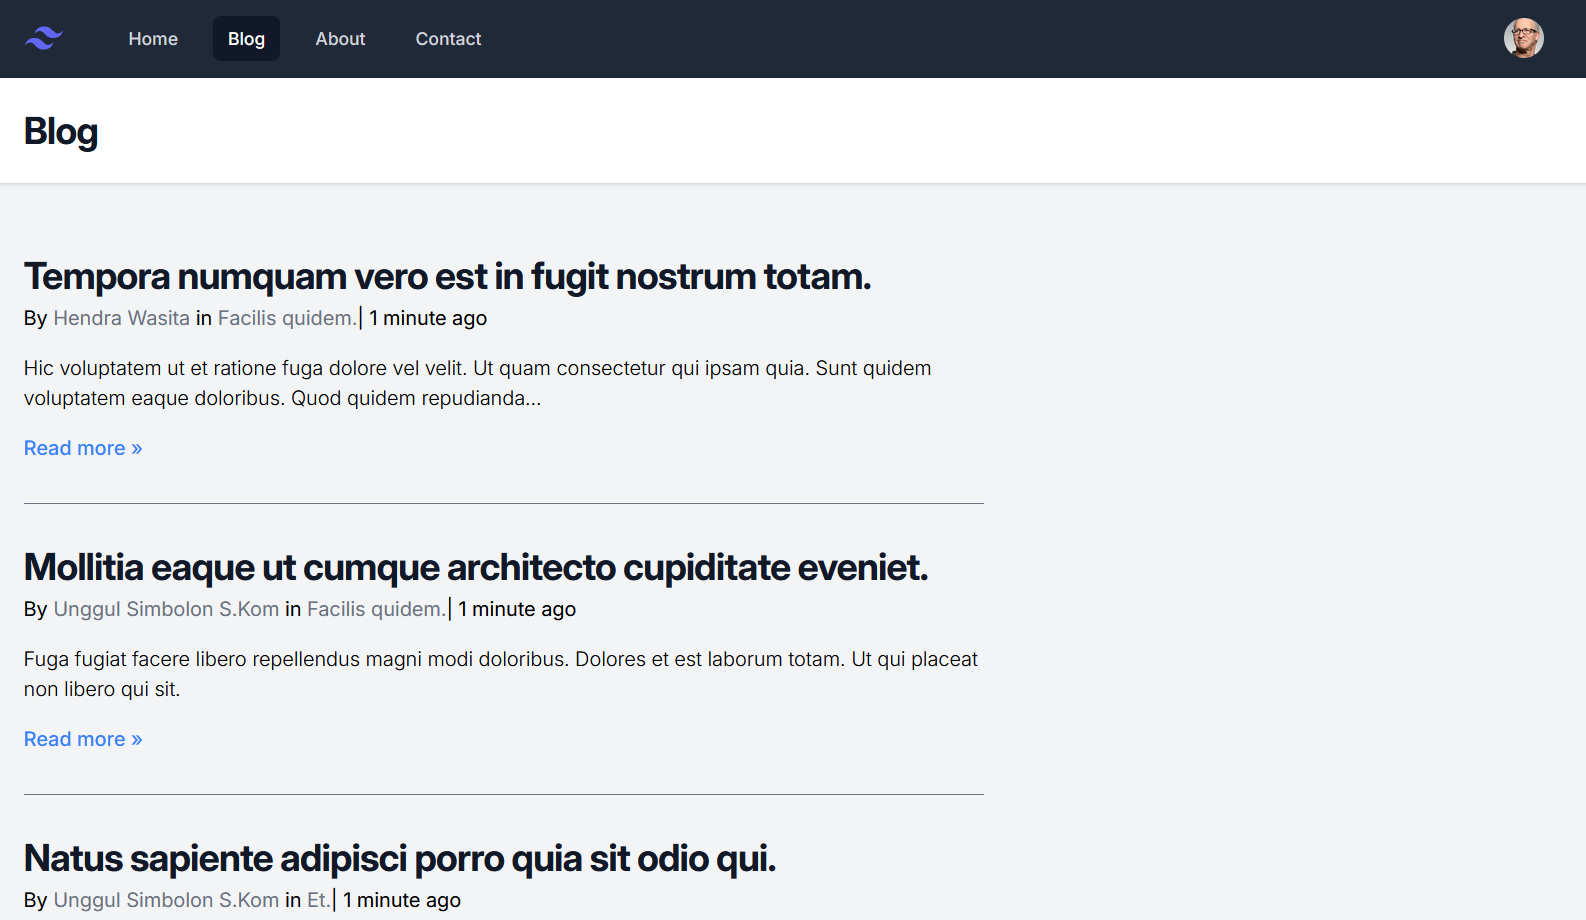 Home Blog About Contact
Blog
Tempora numquam vero est in fugit nostrum totam.
By Hendra Wasita in Facilis quidem.| 1 minute ago
Hic voluptatem ut et ratione fuga dolore vel velit. Ut quam consectetur qui ipsam quia. Sunt quidem
voluptatem eaque doloribus. Quod quidem repudianda...
Read more »
Mollitia eaque ut cumque architecto cupiditate eveniet.
By Unggul Simbolon S.Kom in Facilis quidem.| 1 minute ago
Fuga fugiat facere libero repellendus magni modi doloribus. Dolores et est laborum totam. Ut qui placeat
non libero qui sit.
Read more »
Natus sapiente adipisci porro quia sit odio qui.
By Unggul Simbolon S.Kom in Et.| 1 minute ago